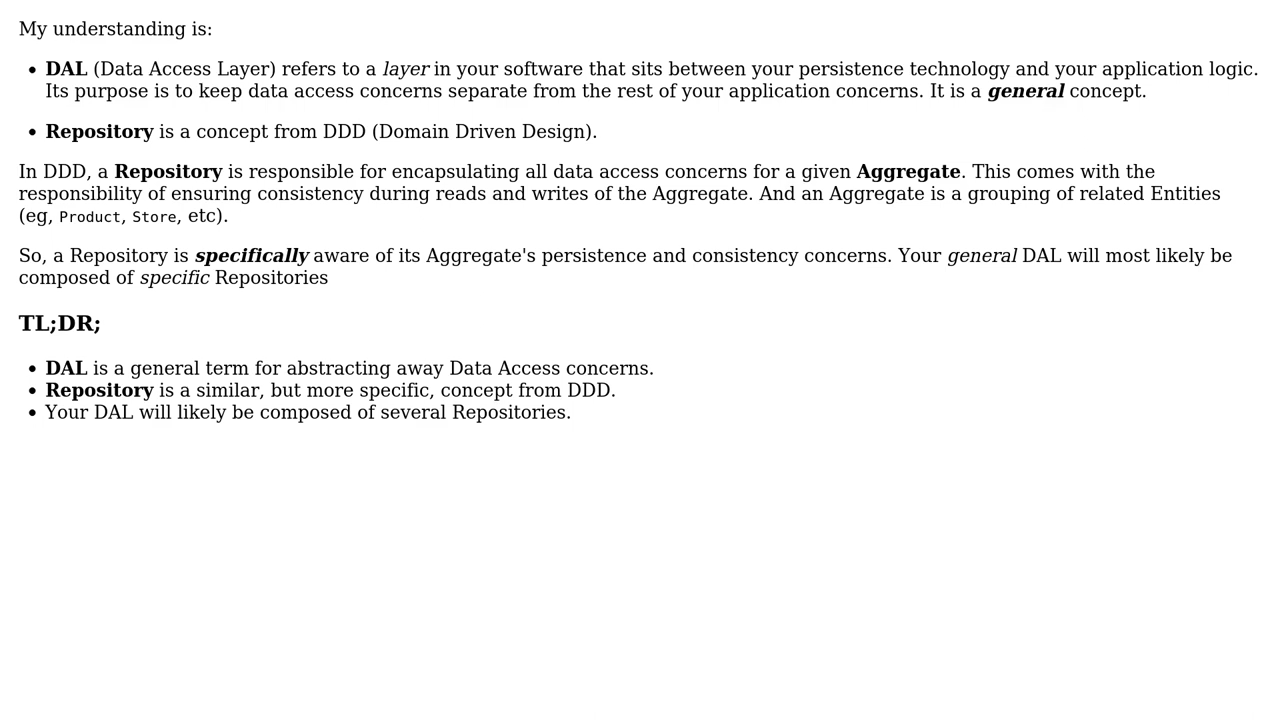 My understanding is:
• DAL (Data Access Layer) refers to a layer in your software that sits between your persistence technology and your application logic.
Its purpose is to keep data access concerns separate from the rest of your application concerns. It is a general concept.
• Repository is a concept from DDD (Domain Driven Design).
In DDD, a Repository is responsible for encapsulating all data access concerns for a given Aggregate. This comes with the
responsibility of ensuring consistency during reads and writes of the Aggregate. And an Aggregate is a grouping of related Entities
(eg, Product, Store, etc).
So, a Repository is specifically aware of its Aggregate's persistence and consistency concerns. Your general DAL will most likely be
composed of specific Repositories
TL;DR;
• DAL is a general term for abstracting away Data Access concerns.
• Repository is a similar, but more specific, concept from DDD.
• Your DAL will likely be composed of several Repositories.